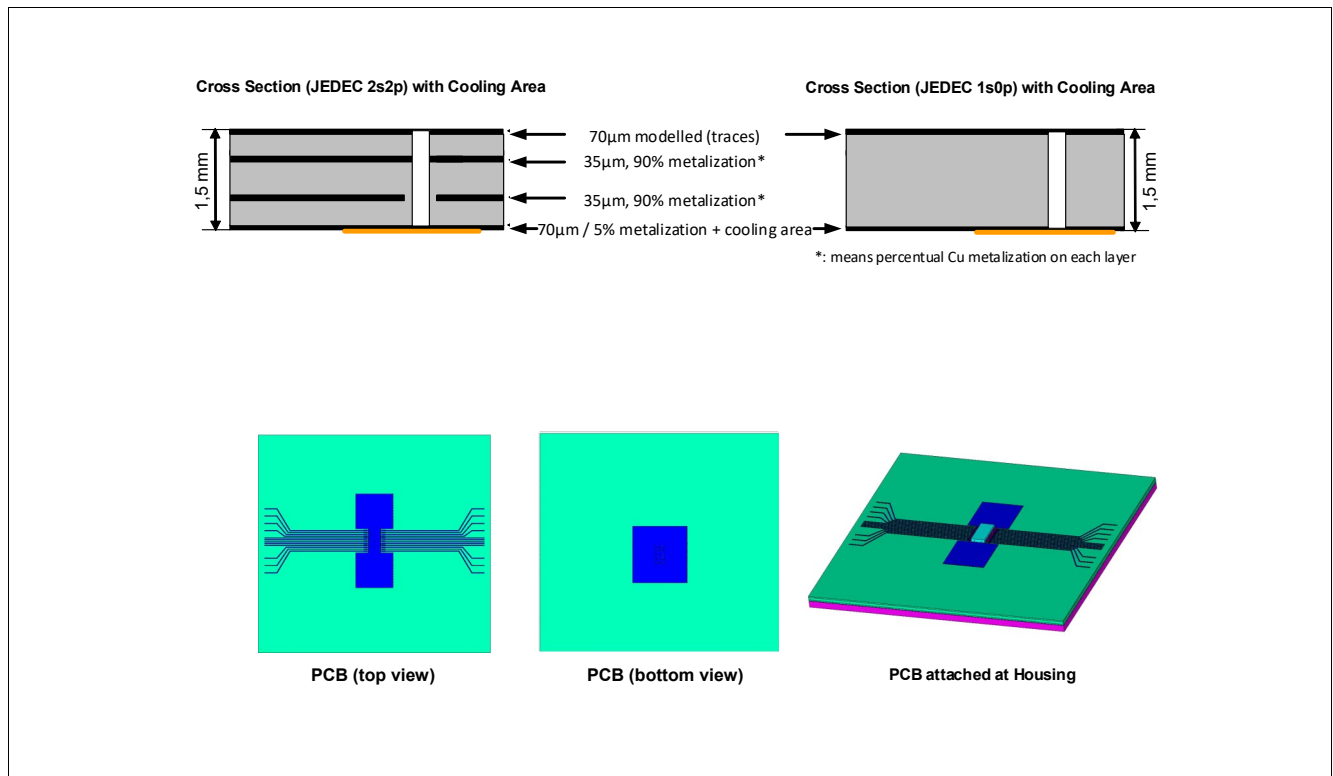 Cross Section (JEDEC 2s2p) with Cooling Area
Cross Section (JEDEC 1s0p) with Cooling Area
1,5 mm
70µm modelled (traces)
35µm, 90% metalization*
35µm, 90% metalization*
70µm / 5% metalization + cooling area
1,5 mm
*: means percentual Cu metalization on each layer
PCB (top view)
PCB (bottom view)
PCB attached at Housing